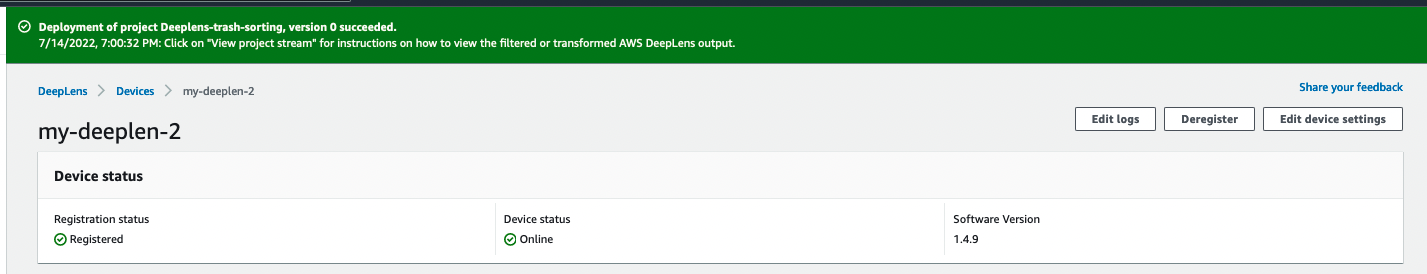 Deployment of project Deeplens-trash-sorting, version 0 succeeded.
7/14/2022, 7:00:32 PM: Click on "View project stream" for instructions on how to view the filtered or transformed AWS DeepLens output.
DeepLens > Devices > my-deeplen-2
Share your feedback
my-deeplen-2
Edit logs
Deregister
Edit device settings
Device status
Registration status
Device status
Software Version
Registered
Online
1.4.9